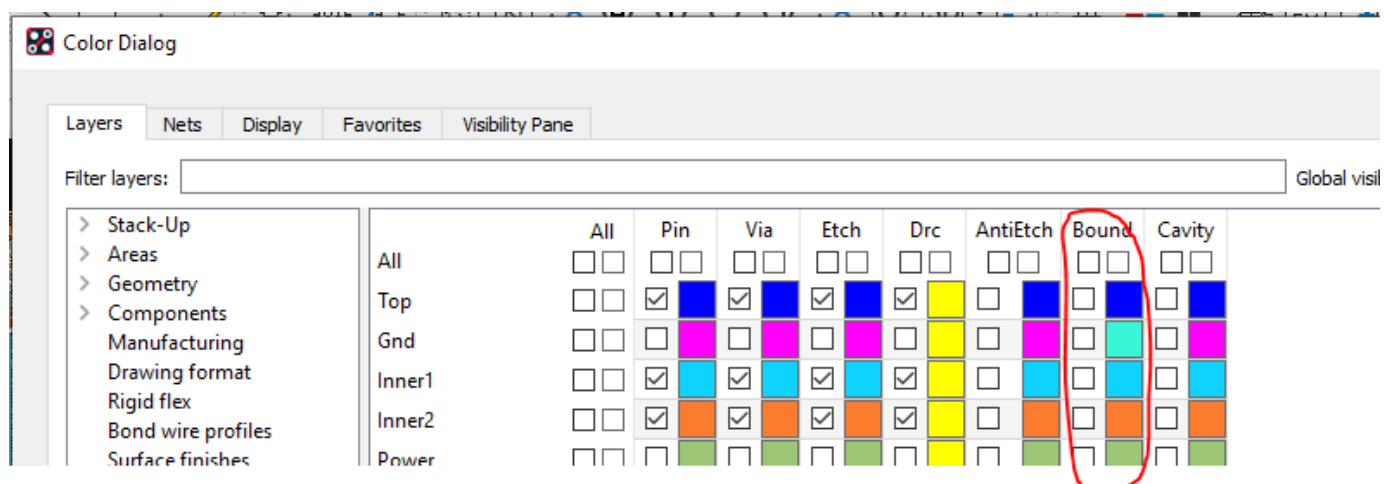 Color Dialog
Layers Nets Display Favorites Visibility Pane
Filter layers: Global visi
Stack-Up
Areas
Geometry
Components
Manufacturing
Drawing format
Rigid flex
Bond wire profiles
Surface finishes
All Pin Via Etch Drc AntiEtch Bound Cavity
All
Top
Gnd
Inner1
Inner2
Power